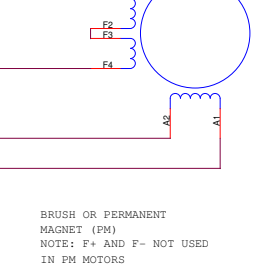 F2
F3
F4
A2
A1
BRUSH OR PERMANENT
MAGNET (PM)
NOTE: F+ AND F- NOT USED
IN PM MOTORS